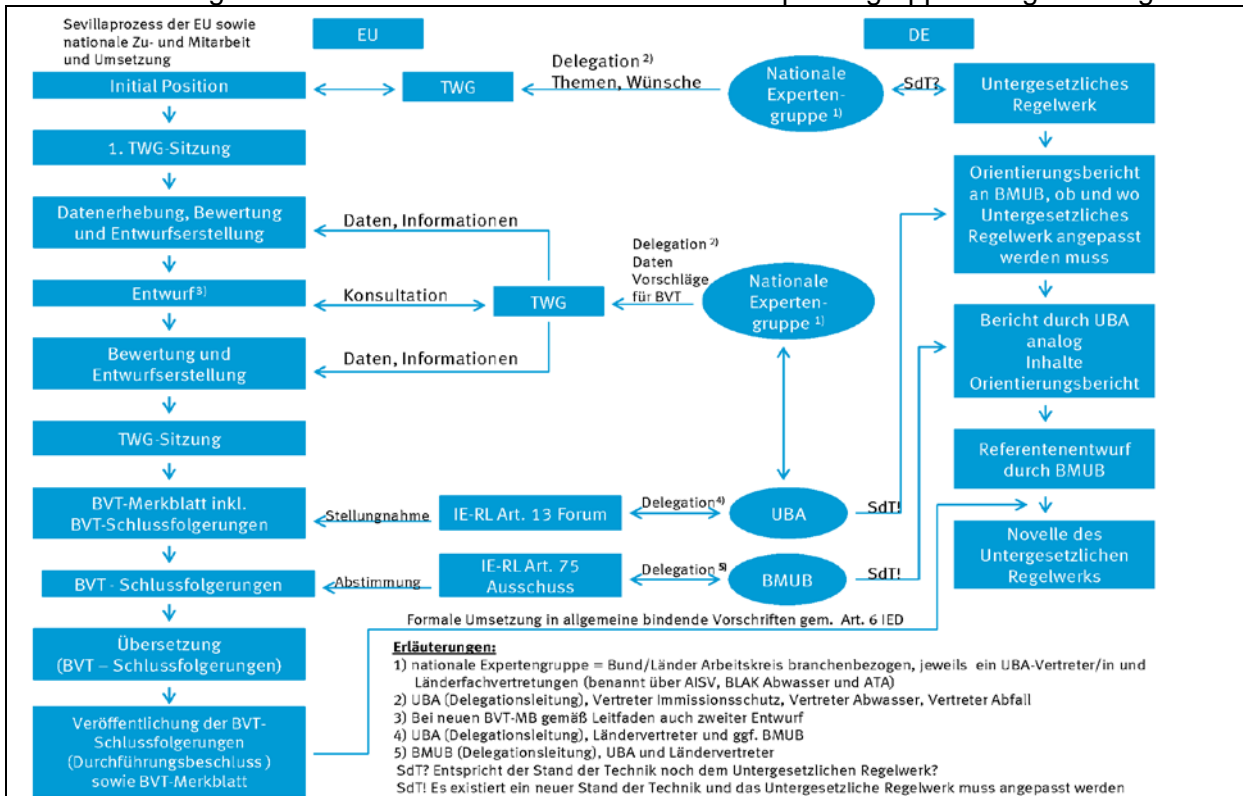 Sevillaprozess der EU sowie
nationale Zu- und Mitarbeit
und Umsetzung
EU
DE
Initial Position
TWG
Delegation 2)
Themen, Wünsche
Nationale
Experten-
gruppe 1)
SdT?
Untergesetzliches
Regelwerk
1. TWG-Sitzung
Orientierungsbericht
an BMUB, ob und wo
Untergesetzliches
Regelwerk angepasst
werden muss
Datenerhebung, Bewertung
und Entwurfserstellung
Daten, Informationen
Delegation 2)
Daten
Vorschläge
für BVT
Nationale
Experten-
gruppe 1)
Entwurf3)
Konsultation
TWG
Bericht durch UBA
analog
Inhalte
Orientierungsbericht
Bewertung und
Entwurfserstellung
Daten, Informationen
TWG-Sitzung
Referentenentwurf
durch BMUB
BVT-Merkblatt inkl.
BVT-Schlussfolgerungen
Stellungnahme
IE-RL Art. 13 Forum
Delegation4)
UBA
SdT!
Novelle des
Untergesetzlichen
Regelwerks
BVT - Schlussfolgerungen
Abstimmung
IE-RL Art. 75
Ausschuss
Delegation 5)
BMUB
SdT!
Formale Umsetzung in allgemeine bindende Vorschriften gem. Art. 6 IED
Übersetzung
(BVT – Schlussfolgerungen)
Veröffentlichung der BVT-
Schlussfolgerungen
(Durchführungsbeschluss)
sowie BVT-Merkblatt
Erläuterungen:
1) nationale Expertengruppe = Bund/Länder Arbeitskreis branchenbezogen, jeweils ein UBA-Vertreter/in und
Länderfachvertretungen (benannt über AISV, BLAK Abwasser und ATA)
2) UBA (Delegationsleitung), Vertreter Immissionsschutz, Vertreter Abwasser, Vertreter Abfall
3) Bei neuen BVT-MB gemäß Leitfaden auch zweiter Entwurf
4) UBA (Delegationsleitung), Ländervertreter und ggf. BMUB
5) BMUB (Delegationsleitung), UBA und Ländervertreter
SdT? Entspricht der Stand der Technik noch dem Untergesetzlichen Regelwerk?
SdT! Es existiert ein neuer Stand der Technik und das Untergesetzliche Regelwerk muss angepasst werden